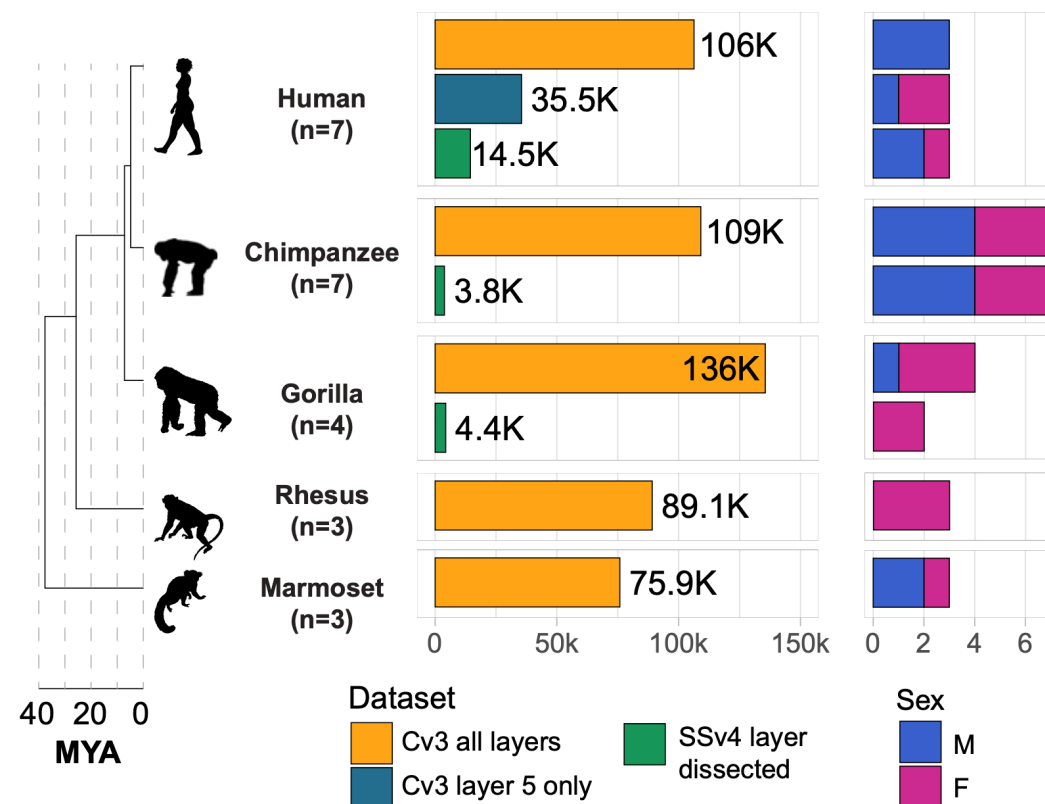 Human
(n=7)
106K
35.5K
14.5K
Chimpanzee
(n=7)
109K
3.8K
Gorilla
(n=4)
136K
4.4K
Rhesus
(n=3)
89.1K
Marmoset
(n=3)
75.9K
0 50k 100k 150k
0 2 4 6
40 20 0
MYA
Dataset
Cv3 all layers
Cv3 layer 5 only
SSv4 layer
dissected
Sex
M
F